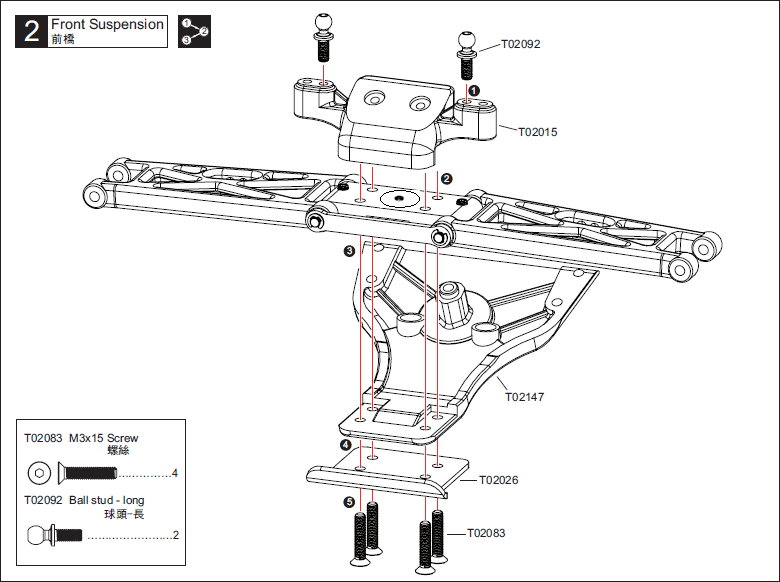 2
Front Suspension
前橋
1
2
3
T02092
1
T02015
2
3
T02147
4
T02026
5
T02083
T02083 M3x15 Screw
螺絲
..............4
T02092 Ball stud - long
球頭-長
.......................2